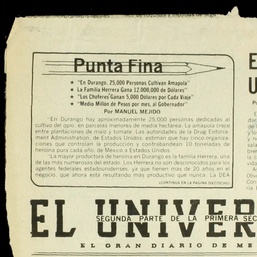 Punta Fina
★ "En Durango, 25,000 Personas Cultivan Amapola"
★ La Familia Herrera Gana 12.000,000 de Dólares"
★ "Los Choferes Ganan 5,000 Dólares por Cada Viaje"
★ "Medio Millón de Pesos por mes, al Gobernador"
Por MANUEL MEJIDO
"En Durango hay aproximadamente 25,000 personas dedicadas al
cultivo del opio, en parcelas menores de media hectárea. La amapola crece
entre plantaciones de maíz y tomate. Las autoridades de la Drug Enforce-
ment Administration, de Estados Unidos, estiman que hay cinco organiza-
ciones que controlan la producción y contrabandean 10 toneladas de
heroína pura cada año, de México a Estados Unidos.
"La mayor productora de heroína en Durango es la familia Herrera, una
de las más numerosas del estado. Los Herrera no son desconocidos para los
agentes federales estadounidenses, ya que tienen más de 20 años en el
negocio, que ahora está resultando más productivo que nunca. La DEA
(CONTINUA EN LA PAGINA DIECIOCHO)
EL UNIVER
SEGUNDA PARTE DE LA PRIMERA SEC
EL GRAN DIARIO DE ME